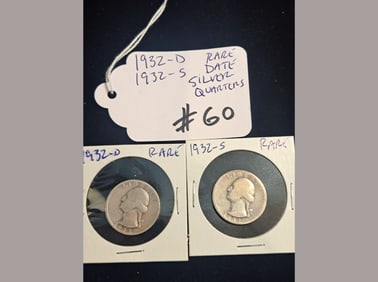 1932-D RARE
1932-S DATE
SILVER
QUARTERS
#60
1932-D RARE
1932-S RARE